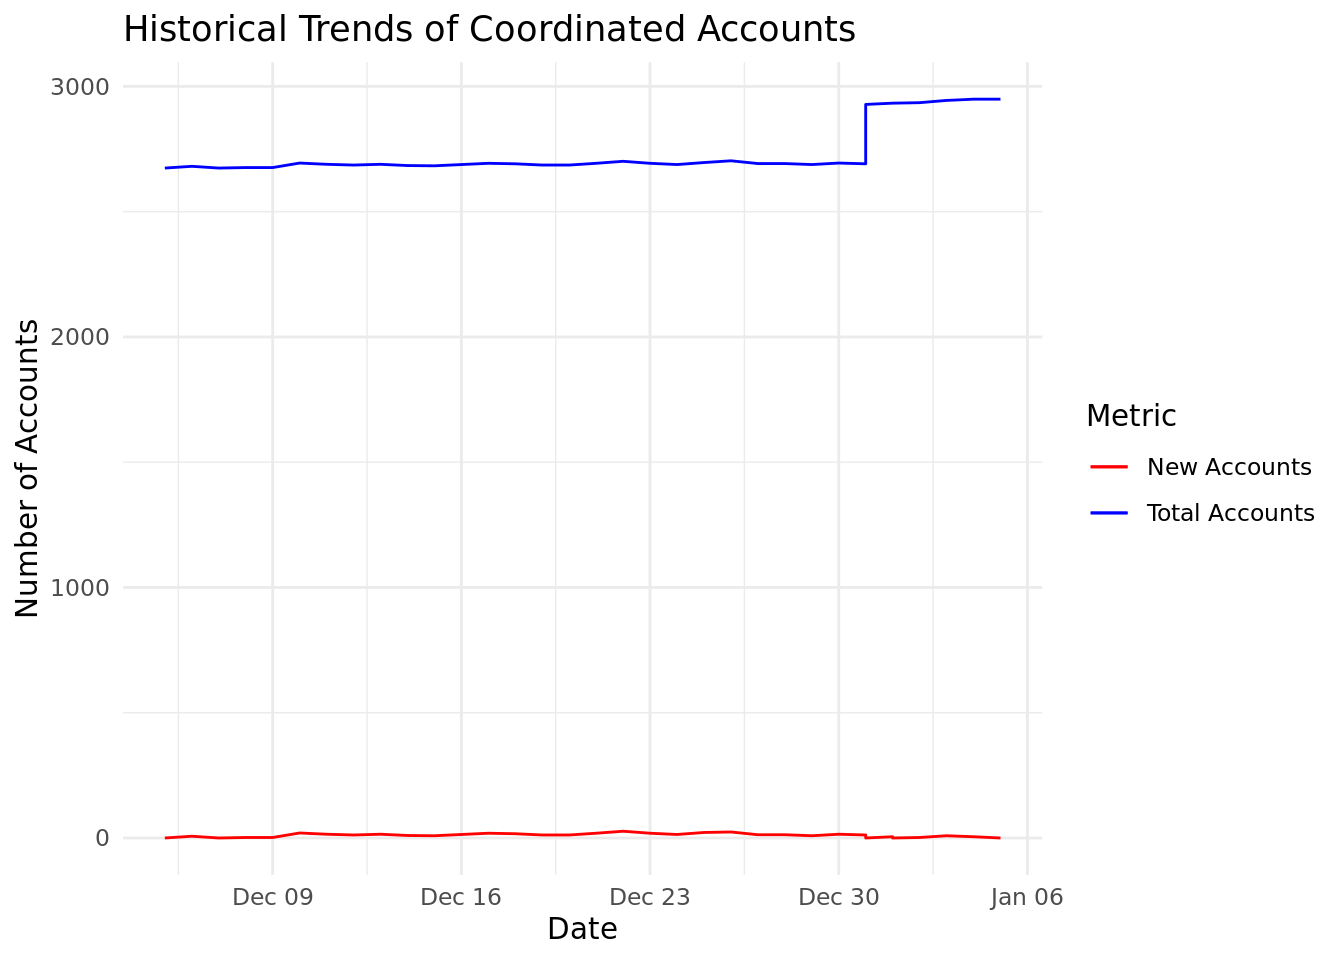 Historical Trends of Coordinated Accounts
3000
2000
1000
0
Number of Accounts
Dec 09
Dec 16
Dec 23
Dec 30
Jan 06
Date
Metric
New Accounts
Total Accounts